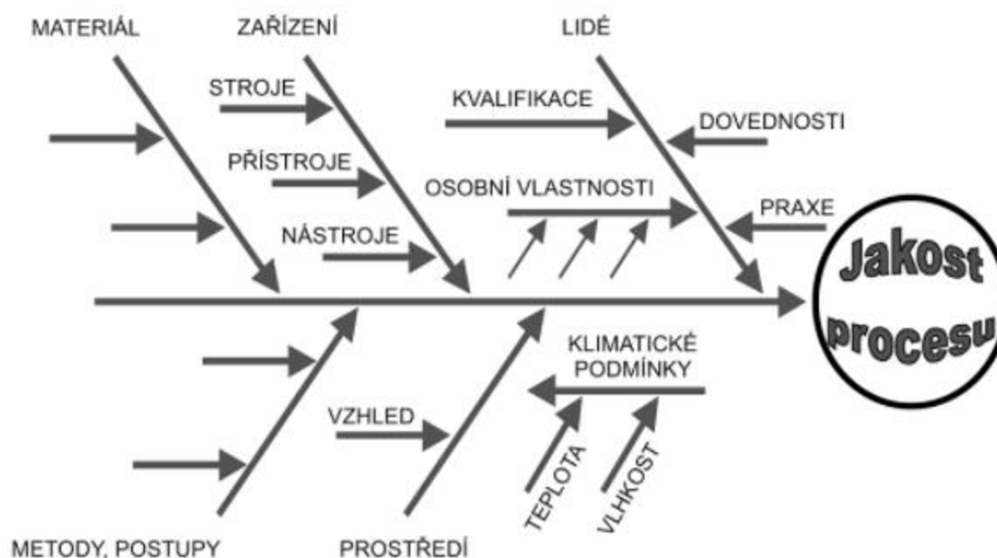 MATERIÁL
ZAŘÍZENÍ
LIDÉ
STROJE
KVALIFIKACE
DOVEDNOSTI
PŘÍSTROJE
OSOBNÍ VLASTNOSTI
PRAXE
NÁSTROJE
Jakost
procesu
KLIMATICKÉ
PODMÍNKY
VZHLED
TEPLOTA
VLHKOST
METODY, POSTUPY
PROSTŘEDÍ